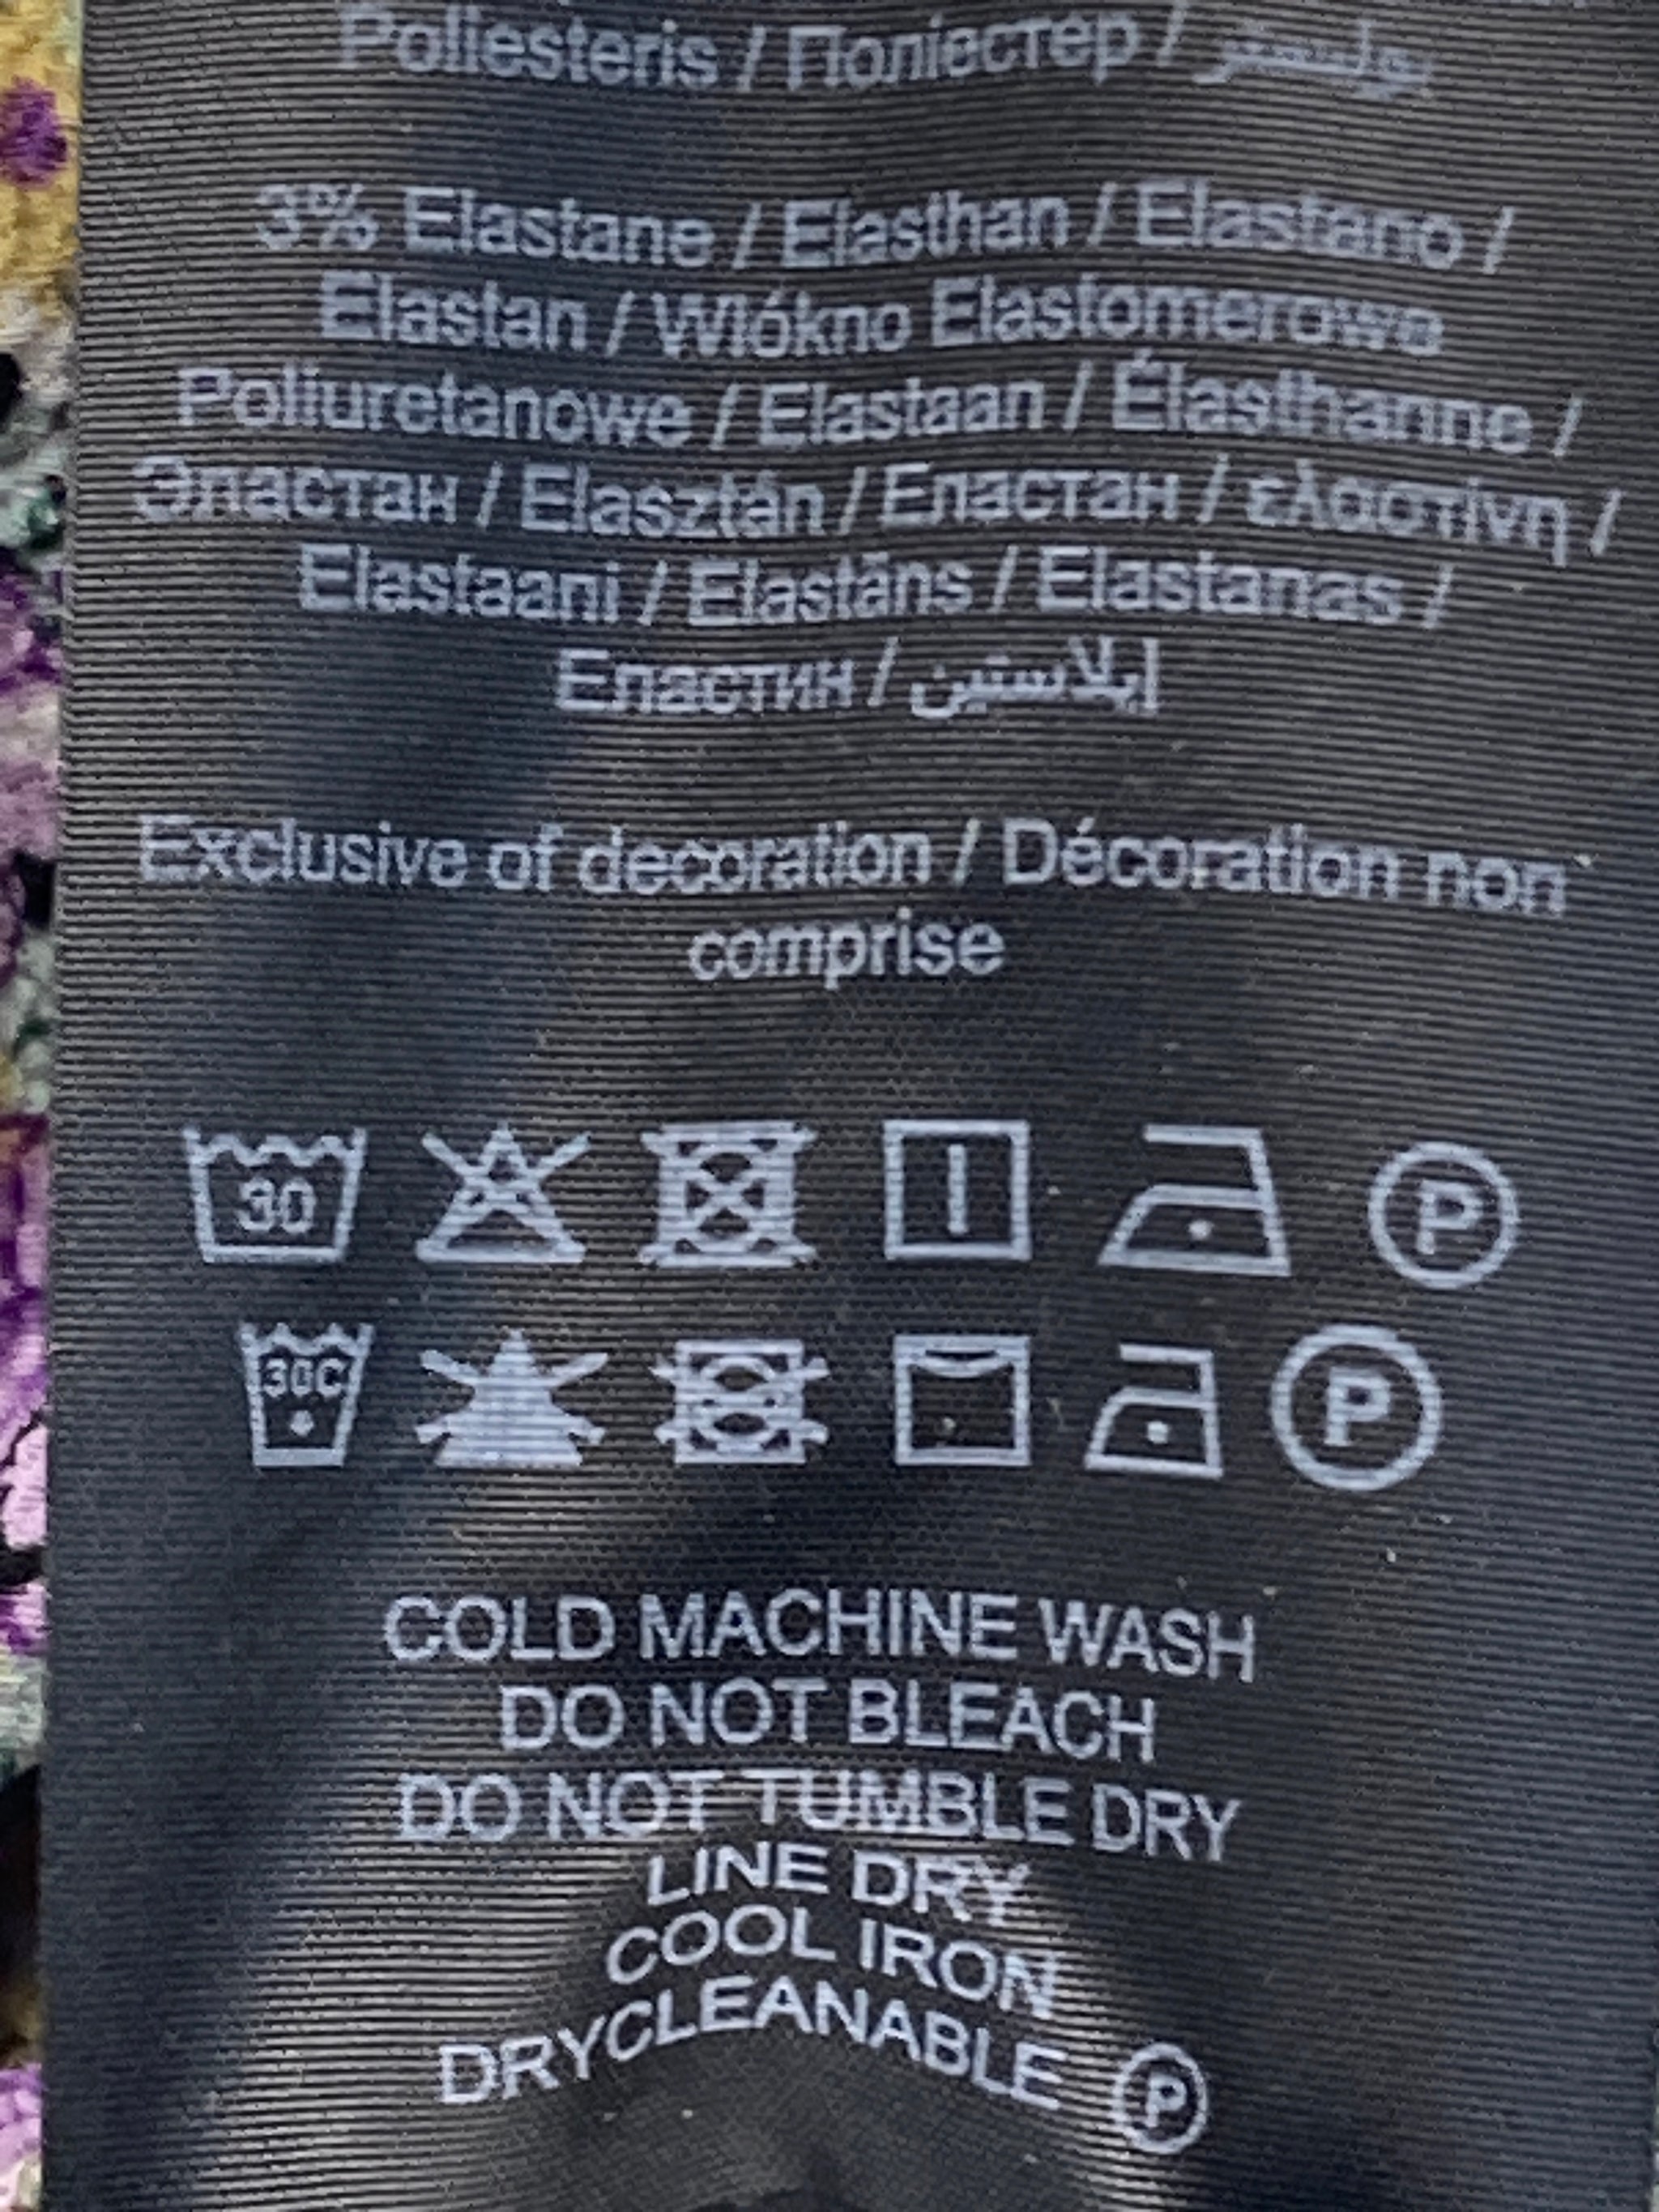 Poliesteris / Поліестер / بوليستر
3% Elastane / Elasthan / Elastano /
Elastan / Włókno Elastomerowe
Poliuretanowe / Elastaan / Élasthanne /
Эластан / Elasztán / Еластан / ελαστίνη /
Elastaani / Elastāns / Elastanas /
Еластин / إيلاستين
Exclusive of decoration / Décoration non
comprise
30 P
30C P
COLD MACHINE WASH
DO NOT BLEACH
DO NOT TUMBLE DRY
LINE DRY
COOL IRON
DRYCLEANABLE P